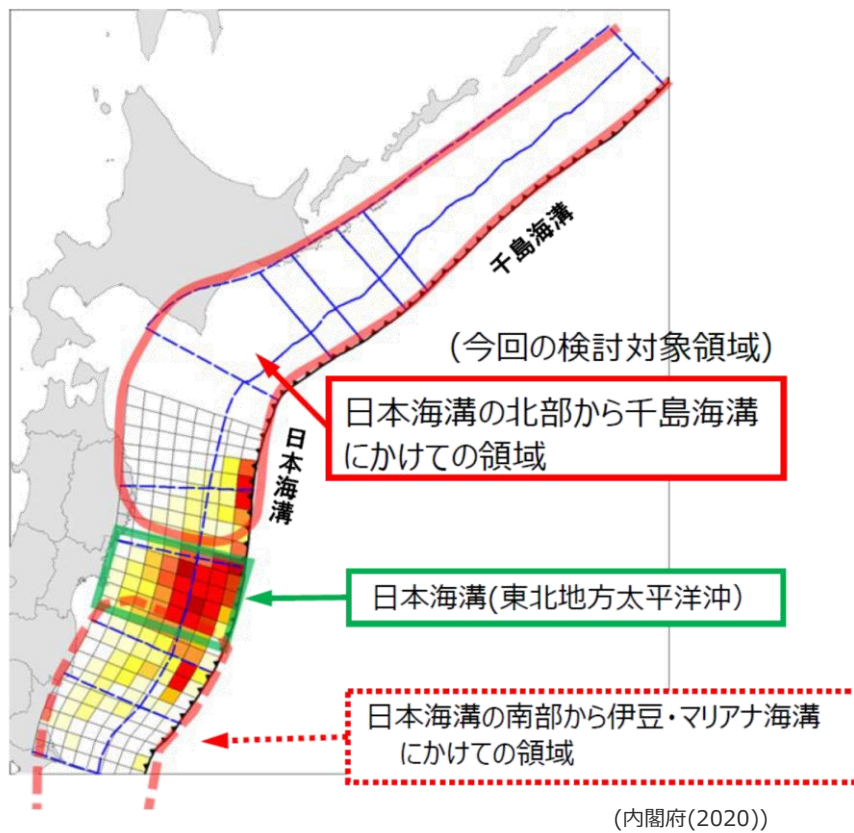 千島海溝
(今回の検討対象領域)
日本海溝の北部から千島海溝
にかけての領域
日本海溝
日本海溝(東北地方太平洋沖)
日本海溝の南部から伊豆・マリアナ海溝
にかけての領域
(内閣府(2020))